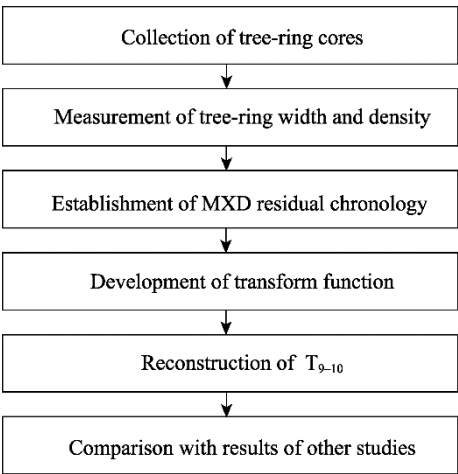 Collection of tree-ring cores
Measurement of tree-ring width and density
Establishment of MXD residual chronology
Development of transform function
Reconstruction of T₉₋₁₀
Comparison with results of other studies